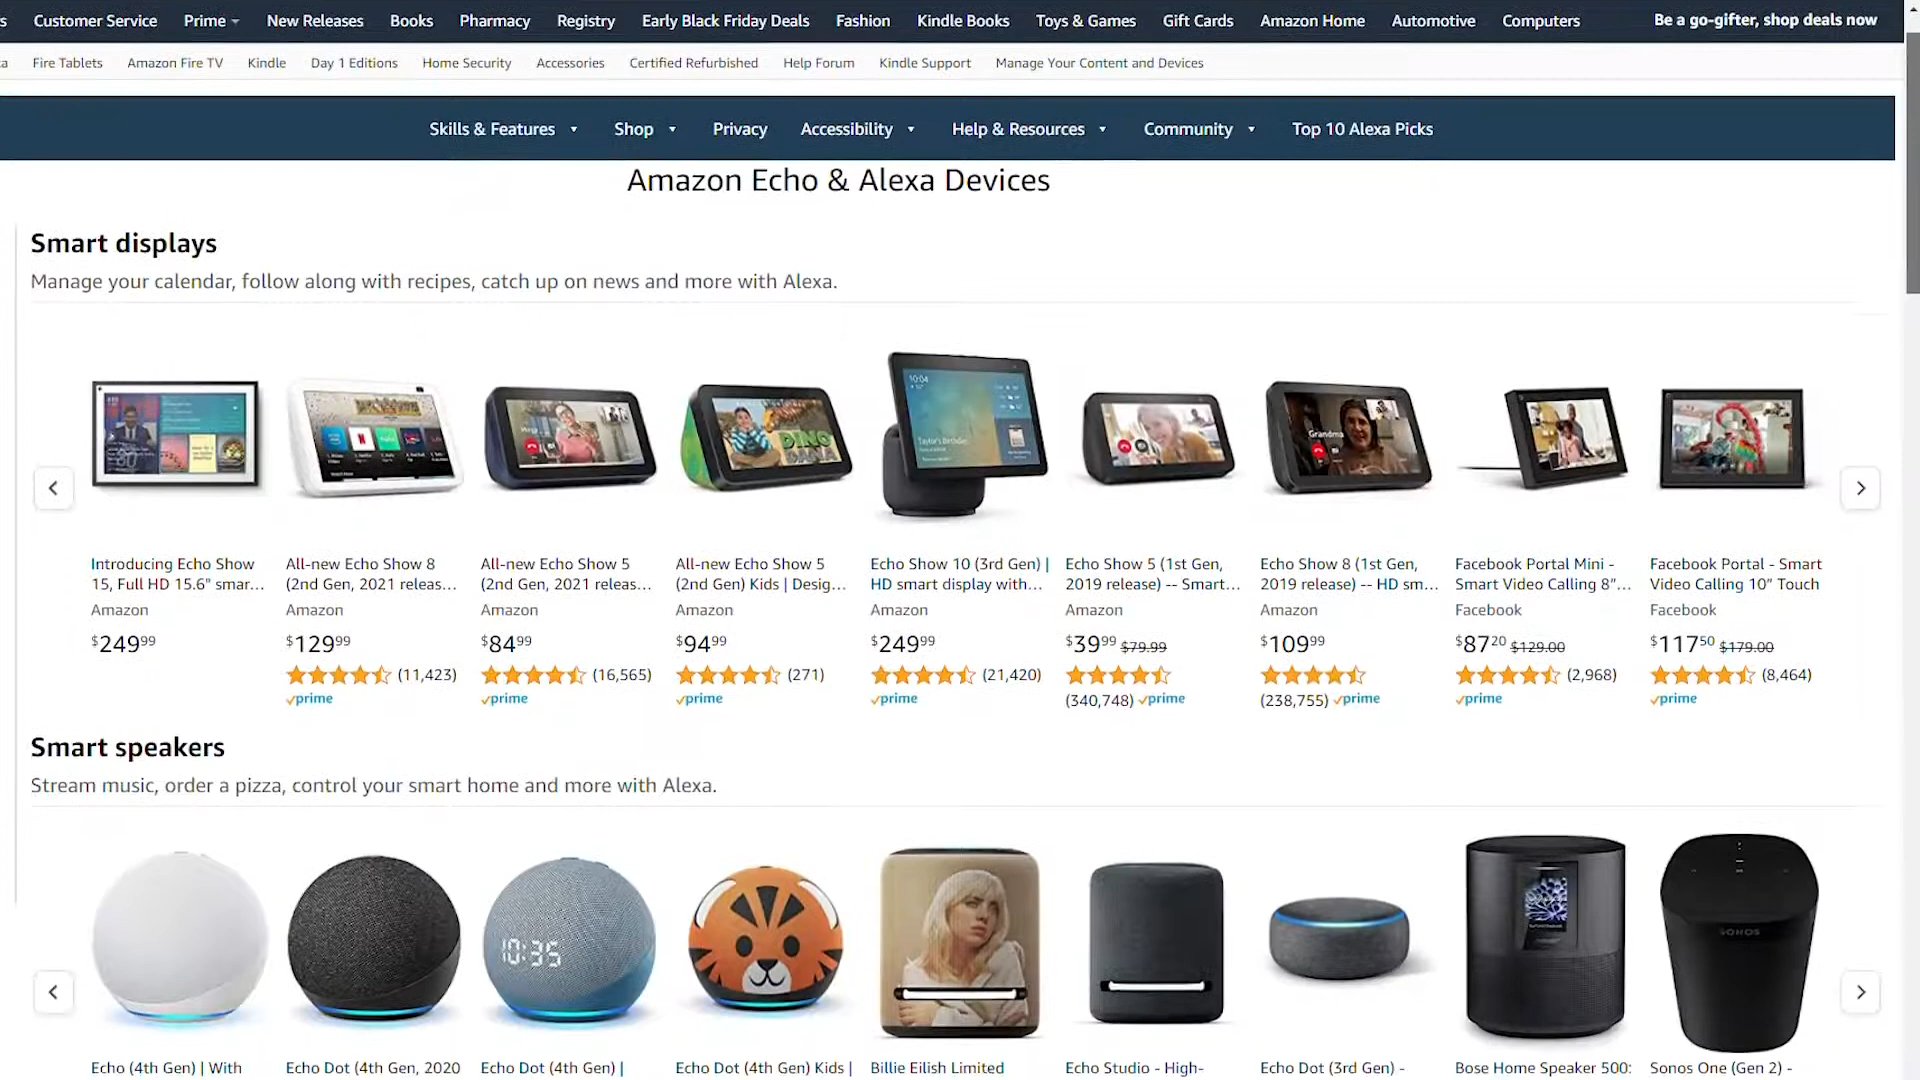 Customer Service Prime New Releases Books Pharmacy Registry Early Black Friday Deals Fashion Kindle Books Toys & Games Gift Cards Amazon Home Automotive Computers Be a go-gifter, shop deals now
Fire Tablets Amazon Fire TV Kindle Day 1 Editions Home Security Accessories Certified Refurbished Help Forum Kindle Support Manage Your Content and Devices
Skills & Features Shop Privacy Accessibility Help & Resources Community Top 10 Alexa Picks
Amazon Echo & Alexa Devices
Smart displays
Manage your calendar, follow along with recipes, catch up on news and more with Alexa.
10:04
Taylor's Birthday
DINO
Grandma
Introducing Echo Show
15, Full HD 15.6" smar...
Amazon
$249.99
All-new Echo Show 8
(2nd Gen, 2021 releas...
Amazon
$129.99
(11,423)
prime
All-new Echo Show 5
(2nd Gen, 2021 releas...
Amazon
$84.99
(16,565)
prime
All-new Echo Show 5
(2nd Gen) Kids | Desig...
Amazon
$94.99
(271)
prime
Echo Show 10 (3rd Gen) |
HD smart display with...
Amazon
$249.99
(21,420)
prime
Echo Show 5 (1st Gen,
2019 release) -- Smart...
Amazon
$39.99 $79.99
(340,748) prime
Echo Show 8 (1st Gen,
2019 release) -- HD sm...
Amazon
$109.99
(238,755) prime
Facebook Portal Mini -
Smart Video Calling 8”...
Facebook
$87.20 $129.00
(2,968)
prime
Facebook Portal - Smart
Video Calling 10” Touch
Facebook
$117.50 $179.00
(8,464)
prime
Smart speakers
Stream music, order a pizza, control your smart home and more with Alexa.
10:35
SONOS
Echo (4th Gen) | With
Echo Dot (4th Gen, 2020
Echo Dot (4th Gen) |
Echo Dot (4th Gen) Kids |
Billie Eilish Limited
Echo Studio - High-
Echo Dot (3rd Gen) -
Bose Home Speaker 500:
Sonos One (Gen 2) -